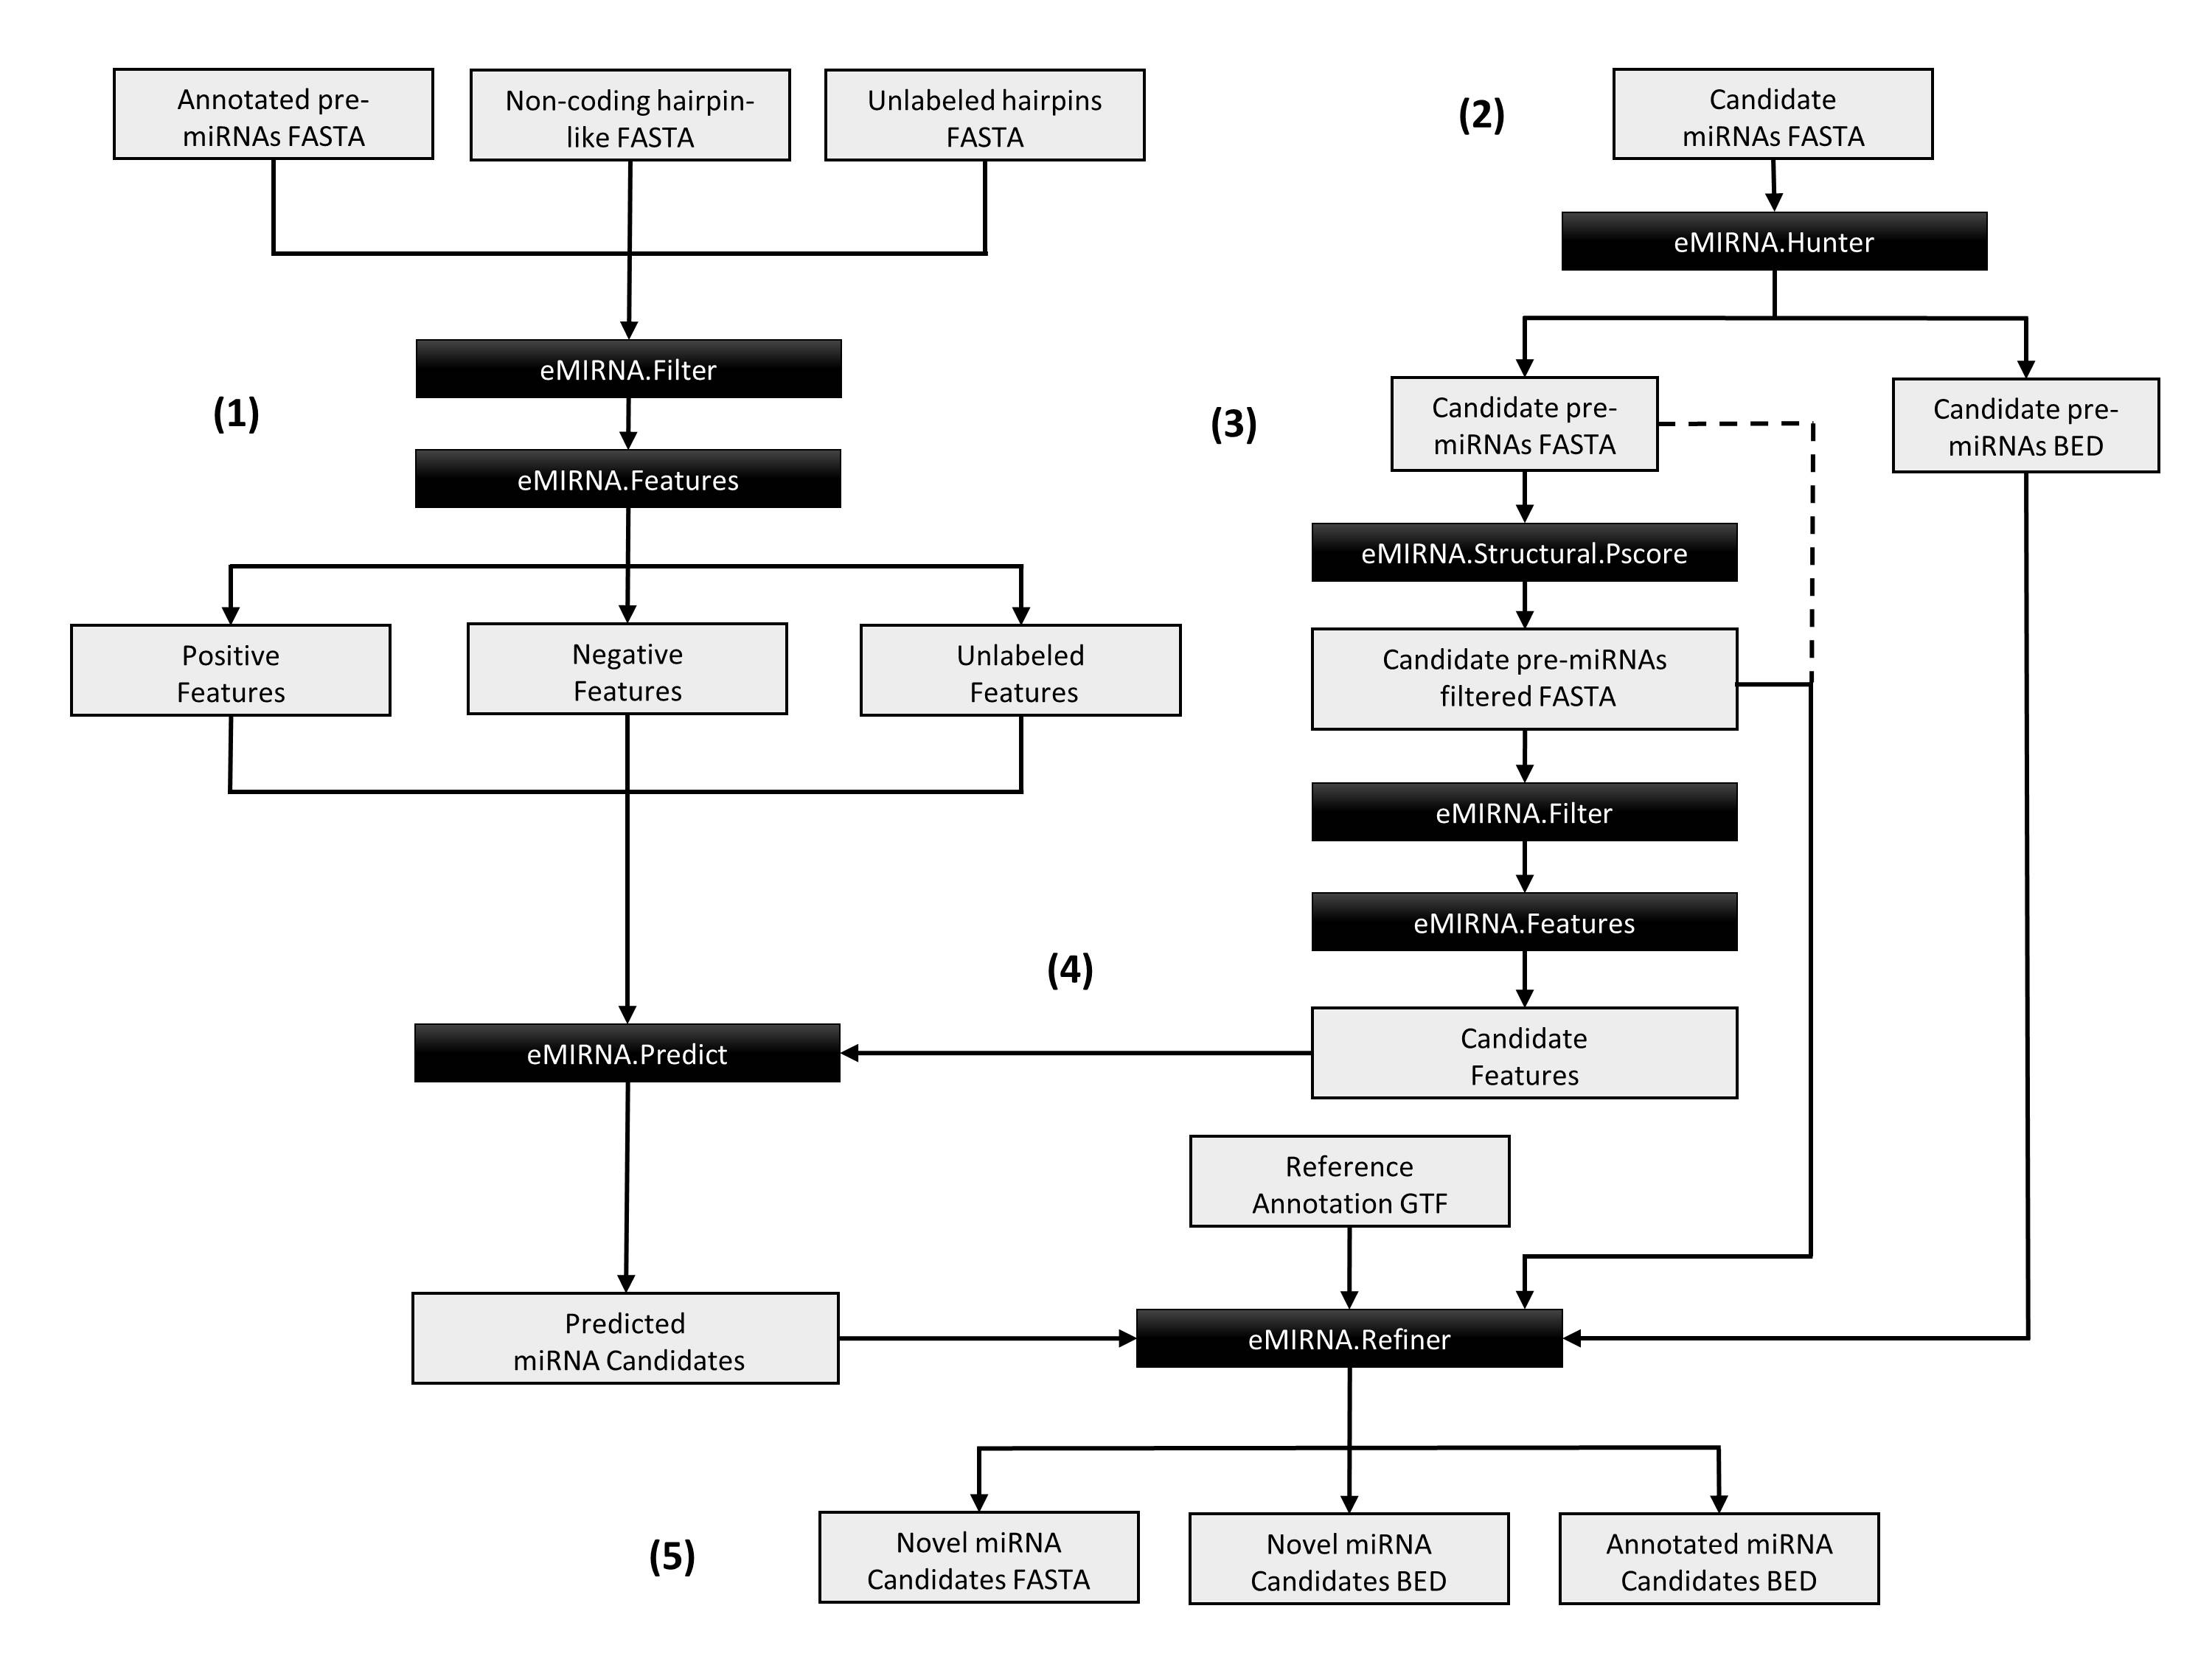 Annotated pre-
miRNAs FASTA
Non-coding hairpin-
like FASTA
Unlabeled hairpins
FASTA
eMIRNA.Filter
(1)
eMIRNA.Features
Positive
Features
Negative
Features
Unlabeled
Features
eMIRNA.Predict
Predicted
miRNA Candidates
(2)
Candidate
miRNAs FASTA
eMIRNA.Hunter
(3)
Candidate pre-
miRNAs FASTA
Candidate pre-
miRNAs BED
eMIRNA.Structural.Pscore
Candidate pre-miRNAs
filtered FASTA
eMIRNA.Filter
eMIRNA.Features
(4)
Candidate
Features
Reference
Annotation GTF
eMIRNA.Refiner
(5)
Novel miRNA
Candidates FASTA
Novel miRNA
Candidates BED
Annotated miRNA
Candidates BED